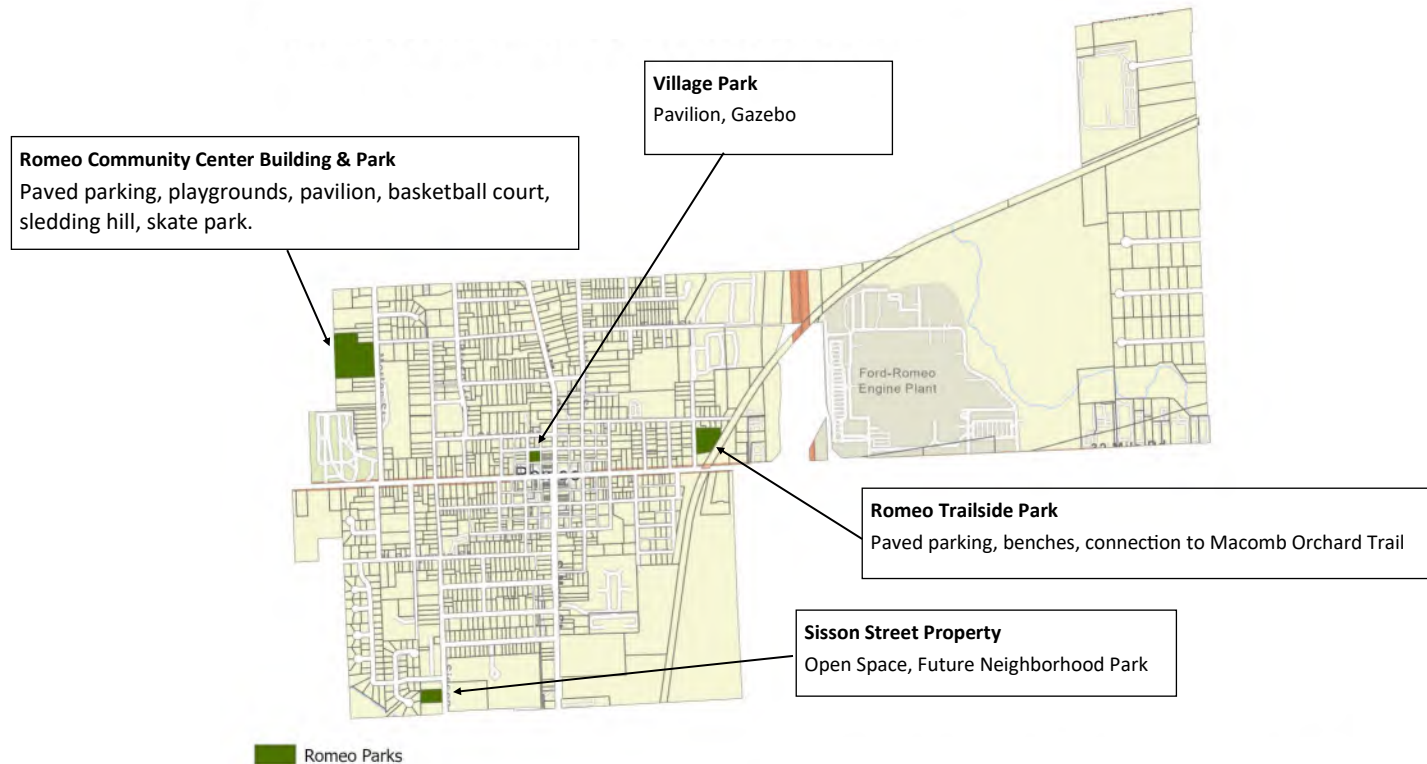 Village Park
Pavilion, Gazebo
Romeo Community Center Building & Park
Paved parking, playgrounds, pavilion, basketball court,
sledding hill, skate park.
Ford-Romeo
Engine Plant
Romeo Trailside Park
Paved parking, benches, connection to Macomb Orchard Trail
Sisson Street Property
Open Space, Future Neighborhood Park
Romeo Parks